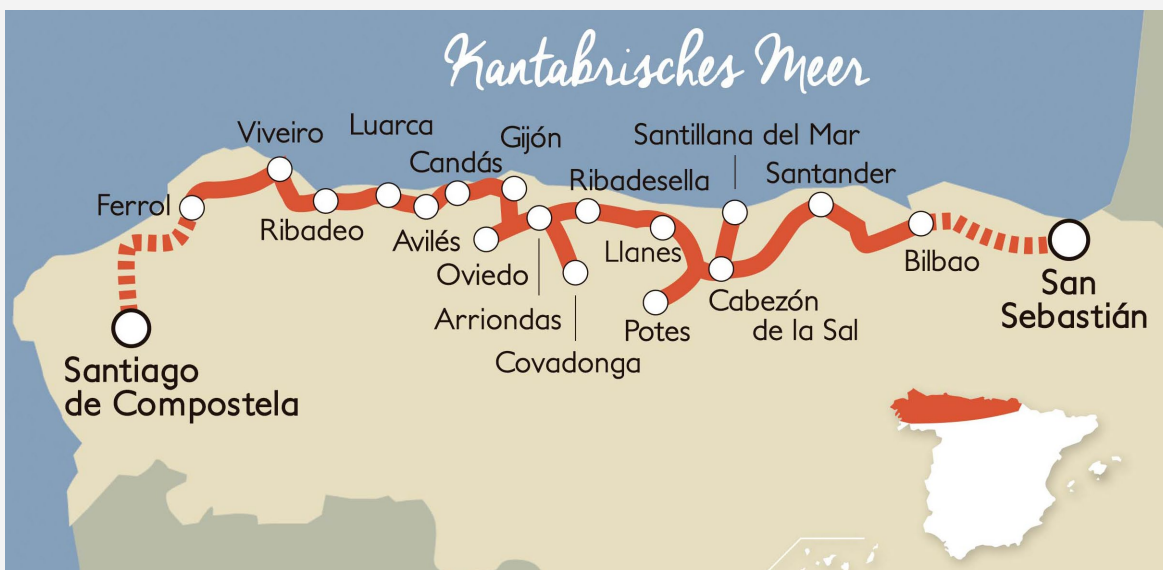 Kantabrisches Meer
Viveiro
Luarca
Gijón
Santillana del Mar
Candás
Santander
Ribadesella
Ferrol
Ribadeo
Avilés
Llanes
Bilbao
Oviedo
San
Sebastián
Cabezón
de la Sal
Arriondas
Potes
Covadonga
Santiago
de Compostela